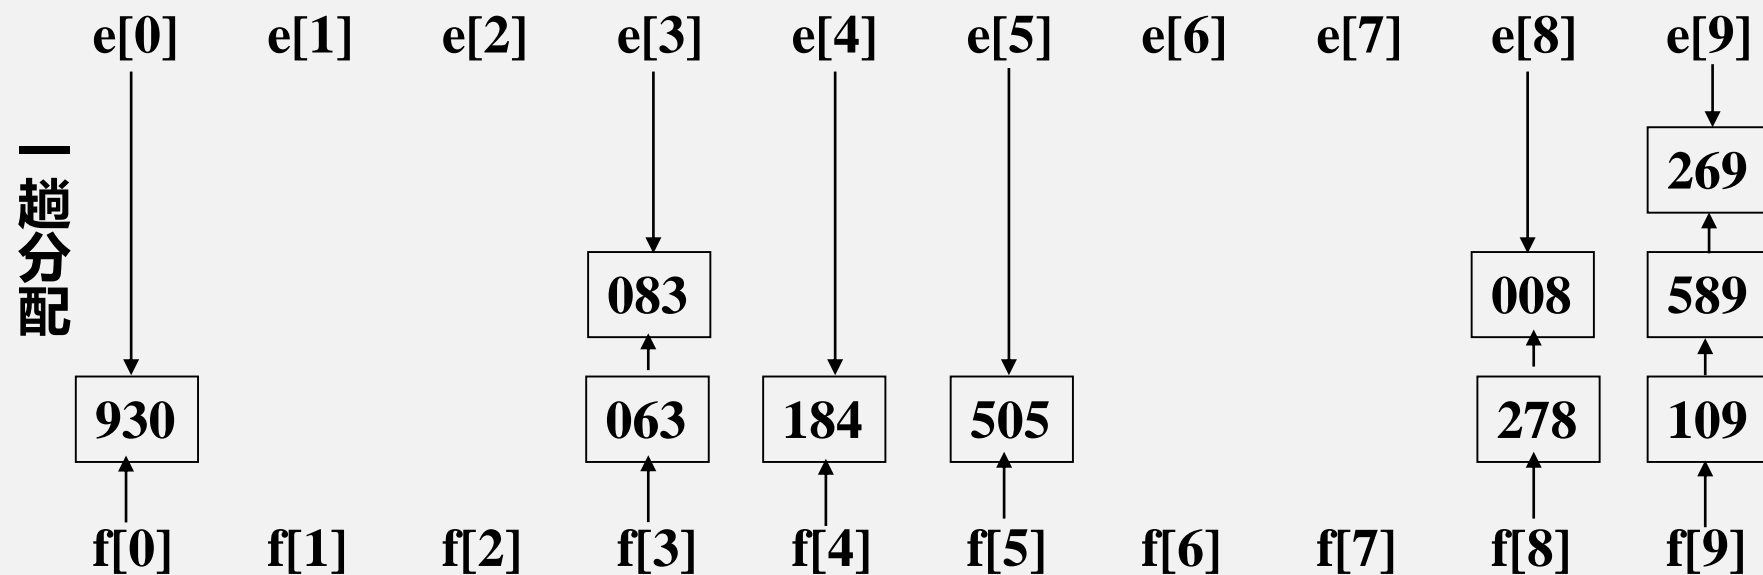 e[0] e[1] e[2] e[3] e[4] e[5] e[6] e[7] e[8] e[9]
一趟分配
269
083 008 589
930 063 184 505 278 109
f[0] f[1] f[2] f[3] f[4] f[5] f[6] f[7] f[8] f[9]